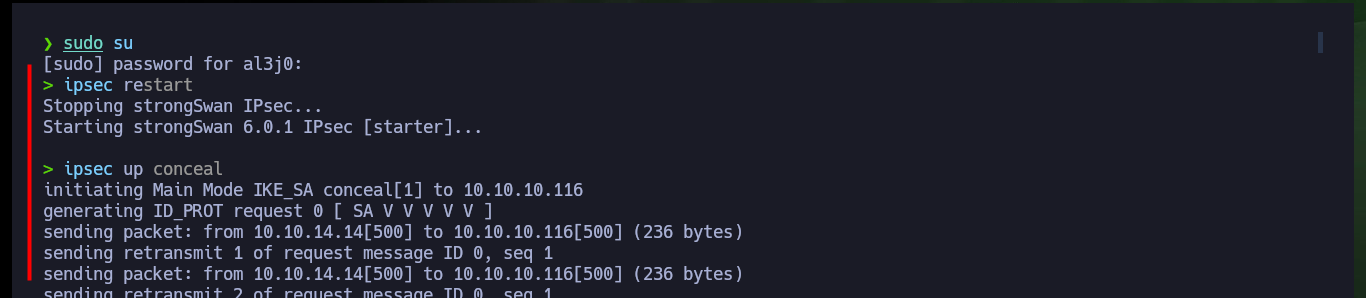 ❯ sudo su
[sudo] password for al3j0:
> ipsec restart
Stopping strongSwan IPsec...
Starting strongSwan 6.0.1 IPsec [starter]...
> ipsec up conceal
initiating Main Mode IKE_SA conceal[1] to 10.10.10.116
generating ID_PROT request 0 [ SA V V V V V ]
sending packet: from 10.10.14.14[500] to 10.10.10.116[500] (236 bytes)
sending retransmit 1 of request message ID 0, seq 1
sending packet: from 10.10.14.14[500] to 10.10.10.116[500] (236 bytes)
sending retransmit 2 of request message ID 0, seq 1